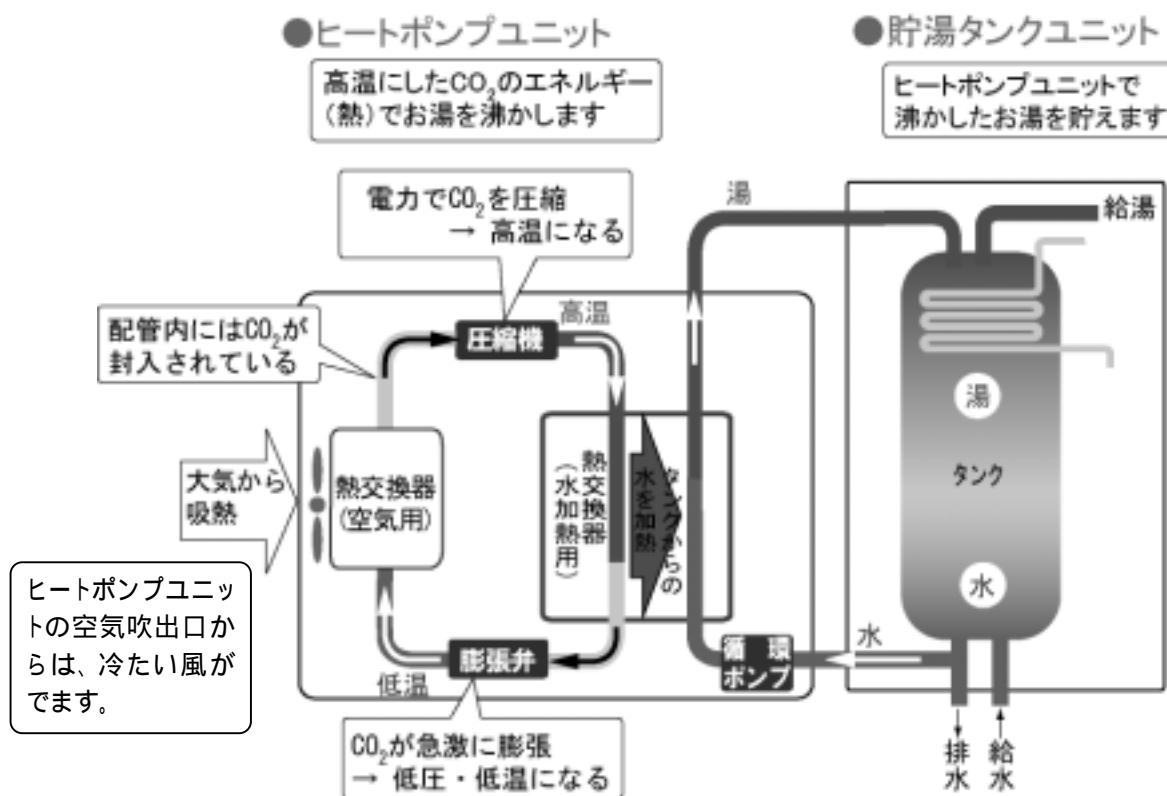 ●ヒートポンプユニット
高温にしたCO₂のエネルギー
(熱)でお湯を沸かします
●貯湯タンクユニット
ヒートポンプユニットで
沸かしたお湯を貯えます
電力でCO₂を圧縮
→ 高温になる
湯
給湯
配管内にはCO₂が
封入されている
圧縮機
高温
大気から
吸熱
熱交換器
(空気用)
熱交換器
(水加熱用)
タンクからの
水を加熱
湯
タンク
水
ヒートポンプユニッ
トの空気吹出口か
らは、冷たい風が
でます。
膨張弁
低温
循環
ポンプ
水
CO₂が急激に膨張
→ 低圧・低温になる
排水
給水